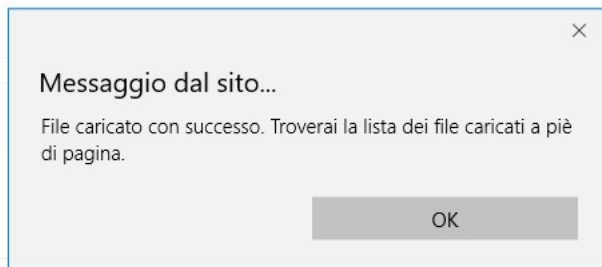 Messaggio dal sito...
File caricato con successo. Troverai la lista dei file caricati a piè
di pagina.
OK